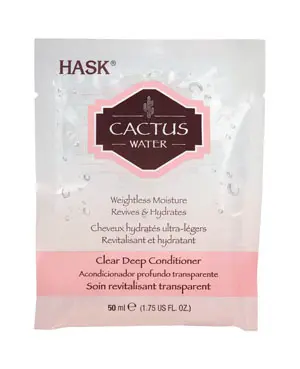 HASK®
CACTUS
WATER
Weightless Moisture
Revives & Hydrates
Cheveux hydratés ultra-légers
Revitalisant et hydratant
Clear Deep Conditioner
Acondicionador profundo transparente
Soin revitalisant transparent
50 ml ℮ (1.75 US FL. OZ.)